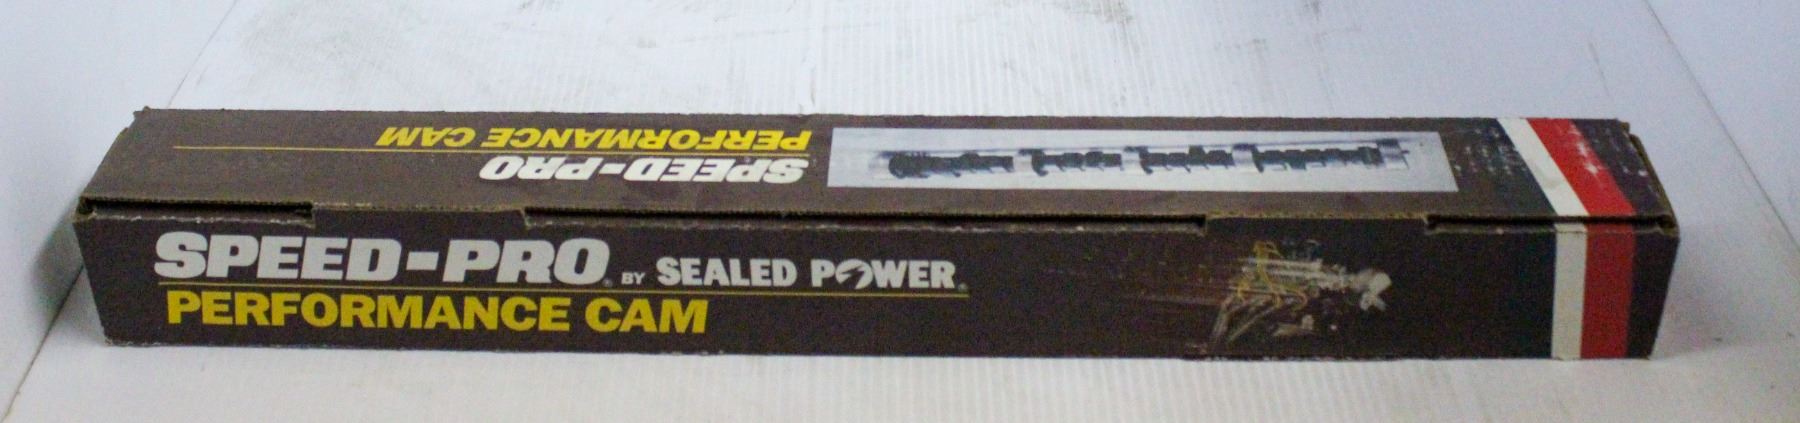 PERFORMANCE CAM
SPEED-PRO
SPEED-PRO® BY SEALED POWER®
PERFORMANCE CAM